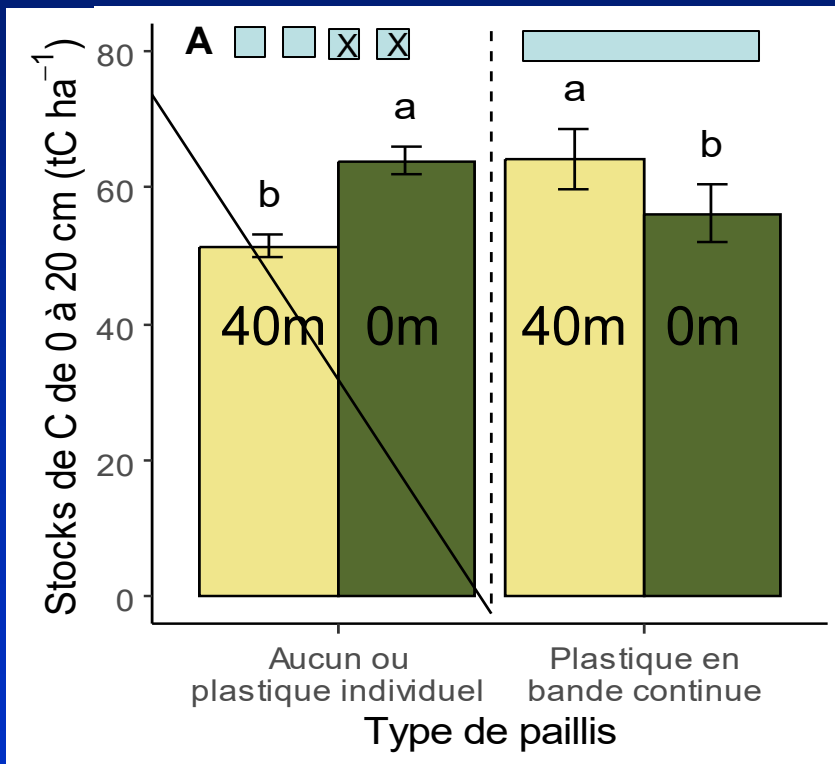 Stocks de C de 0 à 20 cm (tC ha⁻¹)
80
60
40
20
0
A
X X
b
a
a
b
40m
0m
40m
0m
Aucun ou
plastique individuel
Plastique en
bande continue
Type de paillis